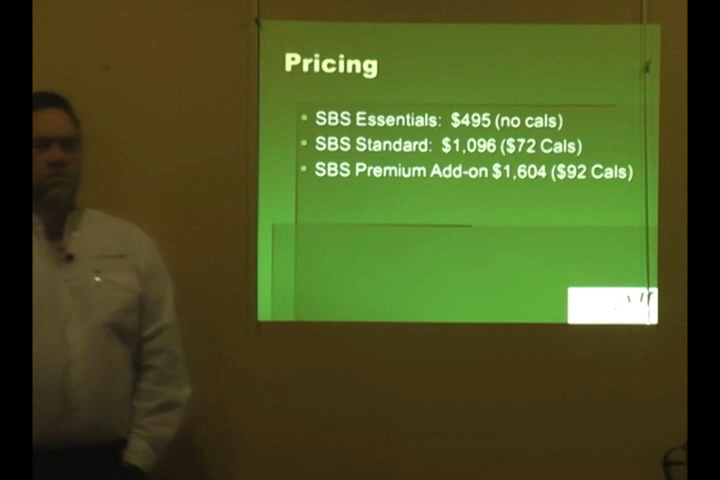 Pricing
SBS Essentials: $495 (no cals)
SBS Standard: $1,096 ($72 Cals)
SBS Premium Add-on $1,604 ($92 Cals)